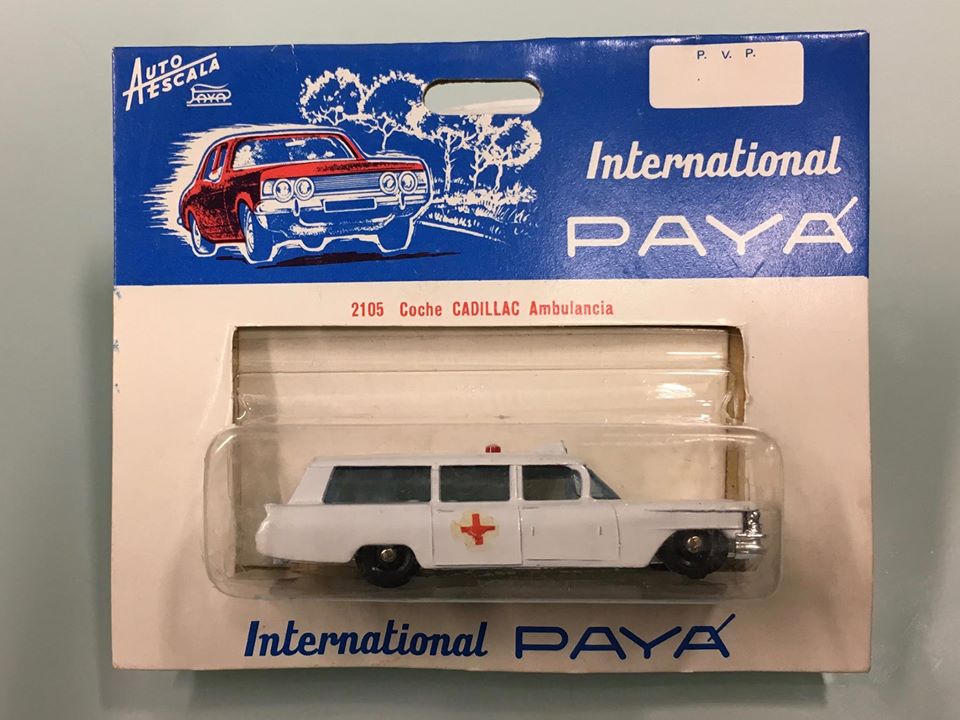 AUTO
A ESCALA
PAYA
P. V. P.
International
PAYÁ
2105 Coche CADILLAC Ambulancia
International PAYÁ